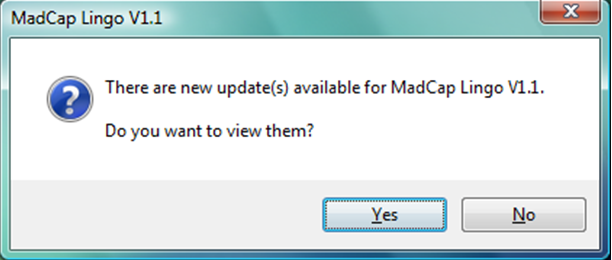 MadCap Lingo V1.1
There are new update(s) available for MadCap Lingo V1.1.
Do you want to view them?
Yes
No